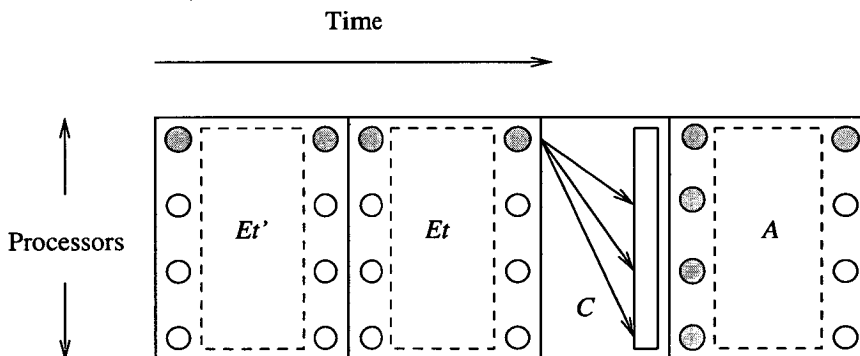 Time
Processors
Et’
Et
C
A